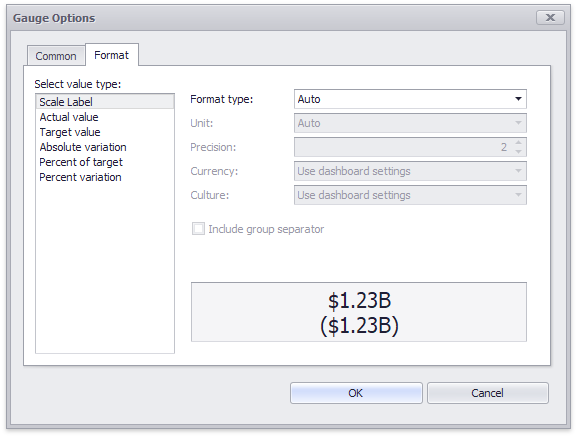 Gauge Options
Common
Format
Select value type:
Scale Label
Actual value
Target value
Absolute variation
Percent of target
Percent variation
Format type: Auto
Unit: Auto
Precision: 2
Currency: Use dashboard settings
Culture: Use dashboard settings
Include group separator
$1.23B
($1.23B)
OK
Cancel